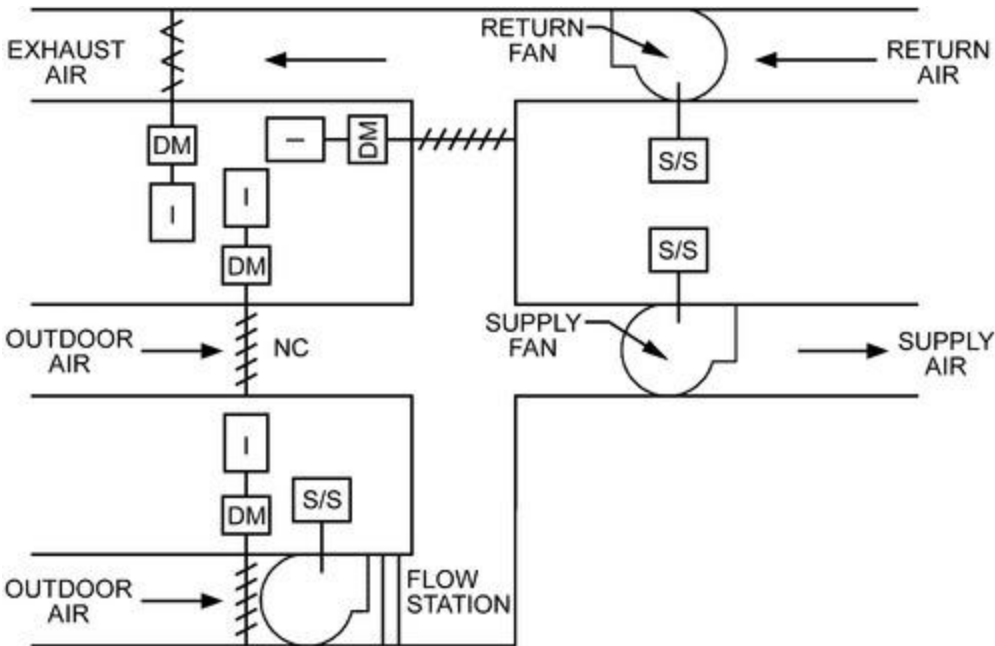 EXHAUST
AIR
RETURN
FAN
RETURN
AIR
DM
I
DM
S/S
I
I
DM
S/S
OUTDOOR
AIR
NC
SUPPLY
FAN
SUPPLY
AIR
I
DM
S/S
OUTDOOR
AIR
FLOW
STATION